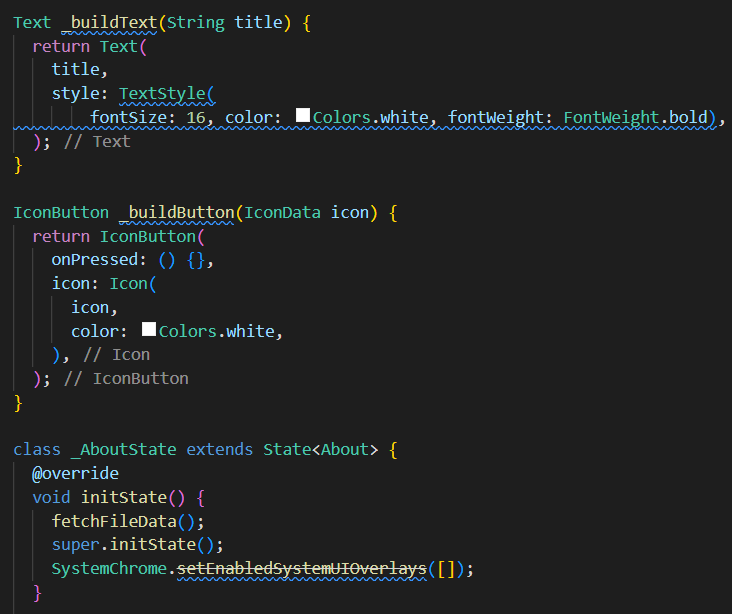 Text _buildText(String title) {
  return Text(
    title,
    style: TextStyle(
        fontSize: 16, color: Colors.white, fontWeight: FontWeight.bold),
  ); // Text
}

IconButton _buildButton(IconData icon) {
  return IconButton(
    onPressed: () {},
    icon: Icon(
      icon,
      color: Colors.white,
    ), // Icon
  ); // IconButton
}

class _AboutState extends State<About> {
  @override
  void initState() {
    fetchFileData();
    super.initState();
    SystemChrome.setEnabledSystemUIOverlays([]);
  }